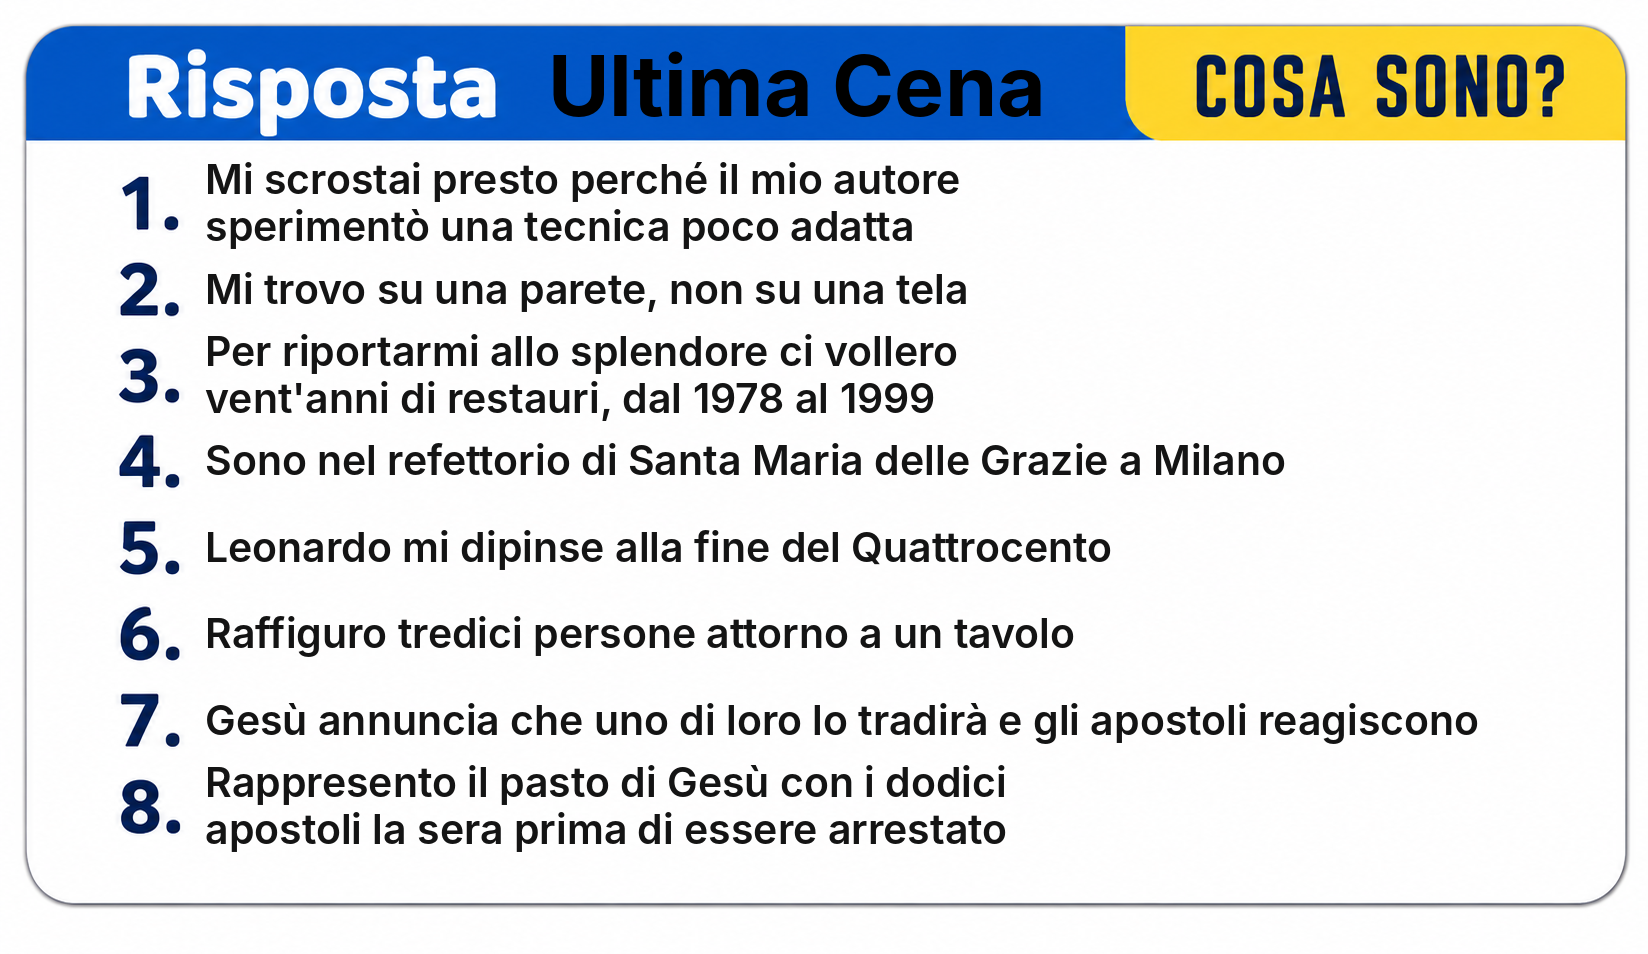 Risposta Ultima Cena COSA SONO?
1. Mi scrostai presto perché il mio autore
sperimentò una tecnica poco adatta
2. Mi trovo su una parete, non su una tela
3. Per riportarmi allo splendore ci vollero
vent'anni di restauri, dal 1978 al 1999
4. Sono nel refettorio di Santa Maria delle Grazie a Milano
5. Leonardo mi dipinse alla fine del Quattrocento
6. Raffiguro tredici persone attorno a un tavolo
7. Gesù annuncia che uno di loro lo tradirà e gli apostoli reagiscono
8. Rappresento il pasto di Gesù con i dodici
apostoli la sera prima di essere arrestato